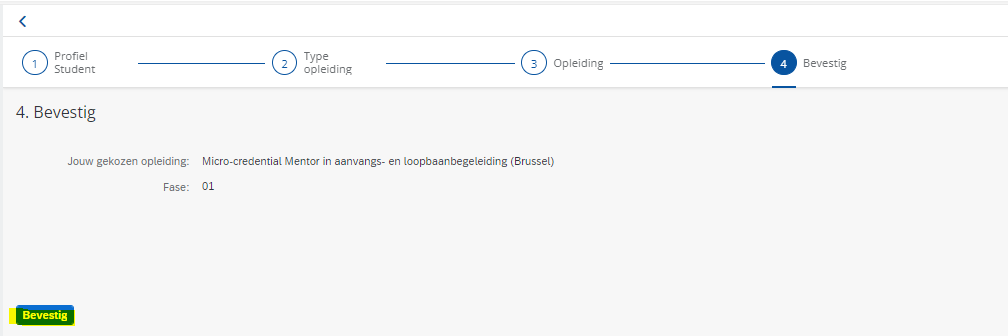 1 Profiel Student
2 Type opleiding
3 Opleiding
4 Bevestig
4. Bevestig
Jouw gekozen opleiding: Micro-credential Mentor in aanvangs- en loopbaanbegeleiding (Brussel)
Fase: 01
Bevestig